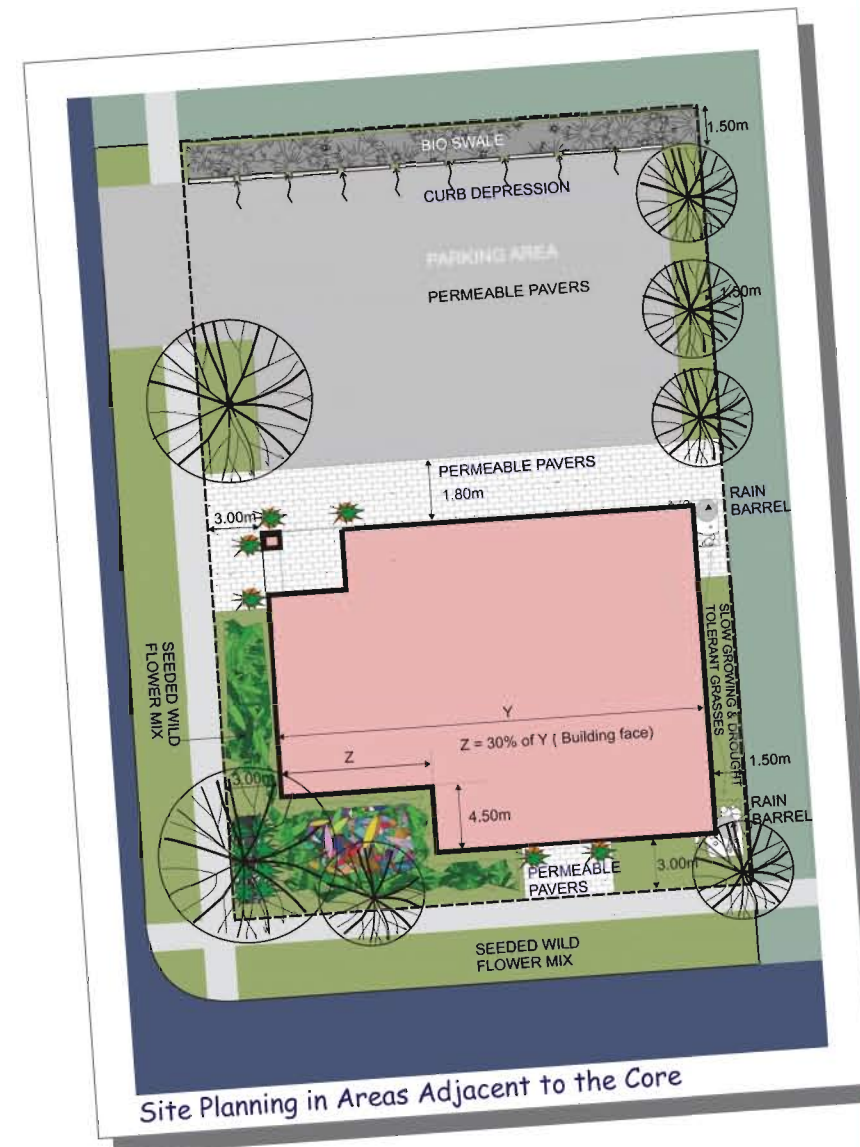 BIO SWALE
1.50m
CURB DEPRESSION
PARKING AREA
PERMEABLE PAVERS
1.50m
PERMEABLE PAVERS
1.80m
RAIN
BARREL
3.00m
SEEDED WILD
FLOWER MIX
SLOW GROWING & DROUGHT
TOLERANT GRASSES
Y
Z = 30% of Y ( Building face)
Z
3.00m
1.50m
4.50m
RAIN
BARREL
PERMEABLE
PAVERS
3.00m
SEEDED WILD
FLOWER MIX
Site Planning in Areas Adjacent to the Core